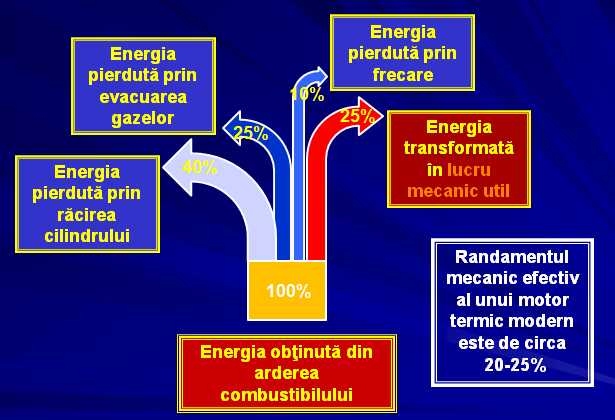 Energia
pierdută prin
frecare
Energia
pierdută prin
evacuarea
gazelor
10%
25%
25%
Energia
transformată
în lucru
mecanic util
Energia
pierdută prin
răcirea
cilindrului
40%
100%
Randamentul
mecanic efectiv
al unui motor
termic modern
este de circa
20-25%
Energia obţinută din
arderea
combustibilului